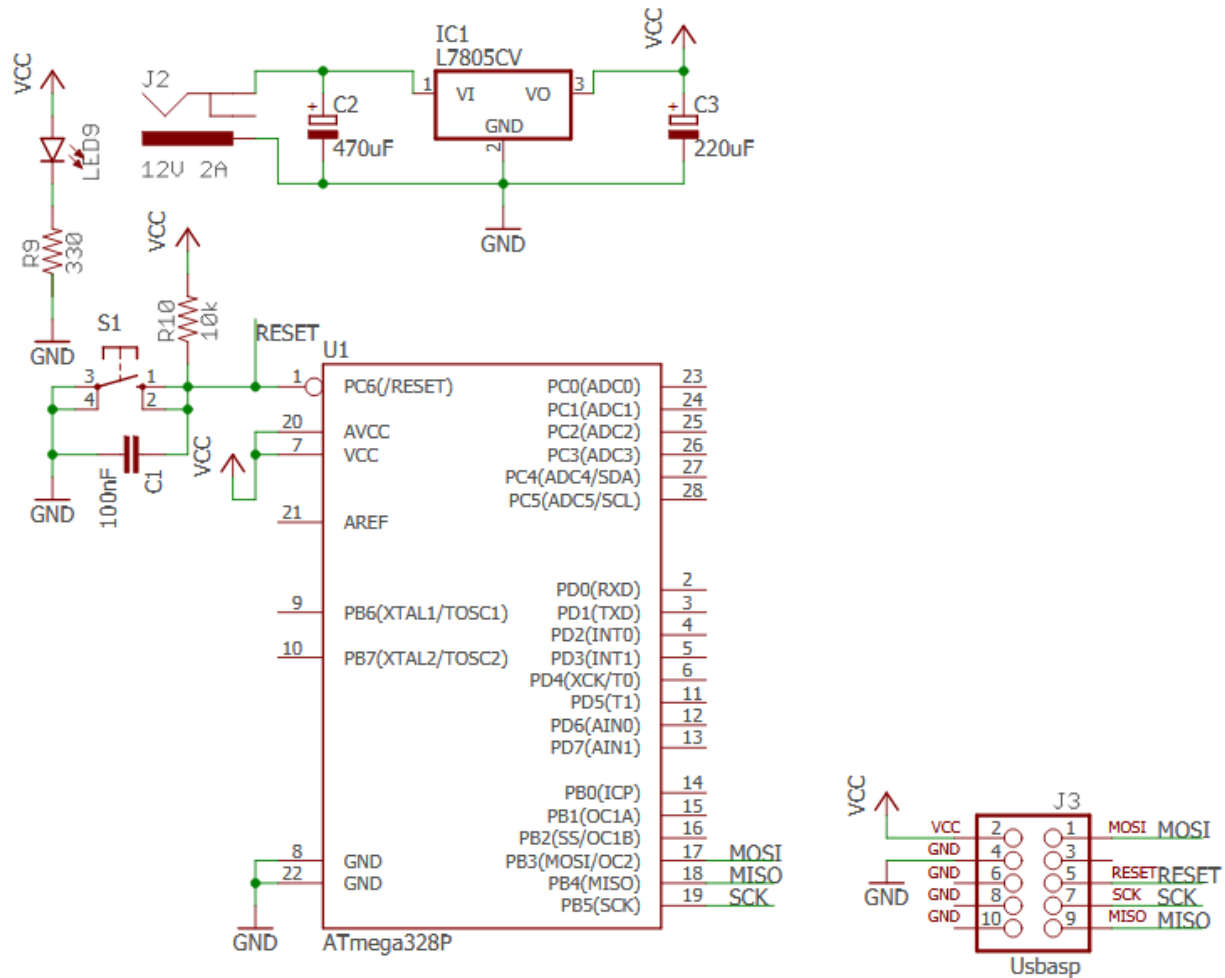 VCC
LED9
R9
330
GND
J2
12V 2A
C2
470uF
+
IC1
L7805CV
1 VI VO 3
GND
2
GND
VCC
+
C3
220uF
VCC
R10
10k
RESET
S1
3 1
4 2
100nF
C1
GND
VCC
U1
1 PC6(/RESET)
20 AVCC
7 VCC
21 AREF
9 PB6(XTAL1/TOSC1)
10 PB7(XTAL2/TOSC2)
8 GND
22 GND
GND
PC0(ADC0) 23
PC1(ADC1) 24
PC2(ADC2) 25
PC3(ADC3) 26
PC4(ADC4/SDA) 27
PC5(ADC5/SCL) 28
PD0(RXD) 2
PD1(TXD) 3
PD2(INT0) 4
PD3(INT1) 5
PD4(XCK/T0) 6
PD5(T1) 11
PD6(AIN0) 12
PD7(AIN1) 13
PB0(ICP) 14
PB1(OC1A) 15
PB2(SS/OC1B) 16
PB3(MOSI/OC2) 17 MOSI
PB4(MISO) 18 MISO
PB5(SCK) 19 SCK
ATmega328P
VCC
GND
J3
VCC 2 1 MOSI MOSI
GND 4 3
GND 6 5 RESET RESET
GND 8 7 SCK SCK
GND 10 9 MISO MISO
Usbasp